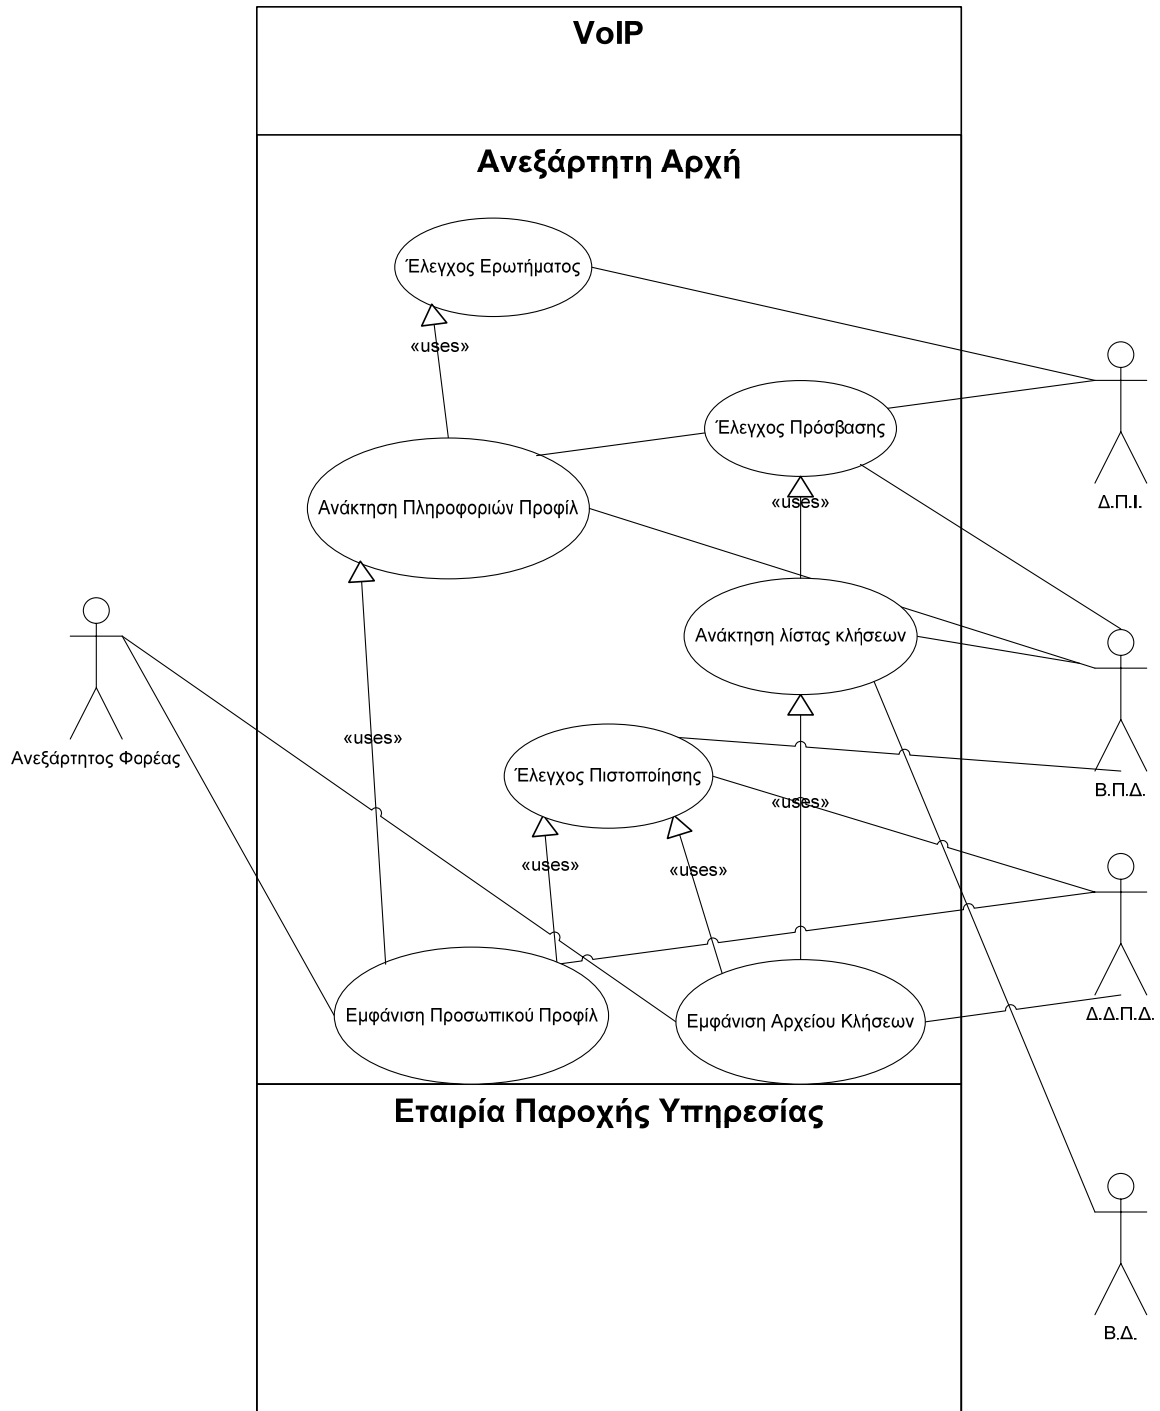 VoIP
Ανεξάρτητη Αρχή
Έλεγχος Ερωτήματος
«uses»
Έλεγχος Πρόσβασης
Δ.Π.Ι.
«uses»
Ανάκτηση Πληροφοριών Προφίλ
Ανάκτηση λίστας κλήσεων
Ανεξάρτητος Φορέας
«uses»
Έλεγχος Πιστοποίησης
Β.Π.Δ.
«uses»
«uses»
«uses»
Εμφάνιση Προσωπικού Προφίλ
Εμφάνιση Αρχείου Κλήσεων
Δ.Δ.Π.Δ.
Εταιρία Παροχής Υπηρεσίας
Β.Δ.